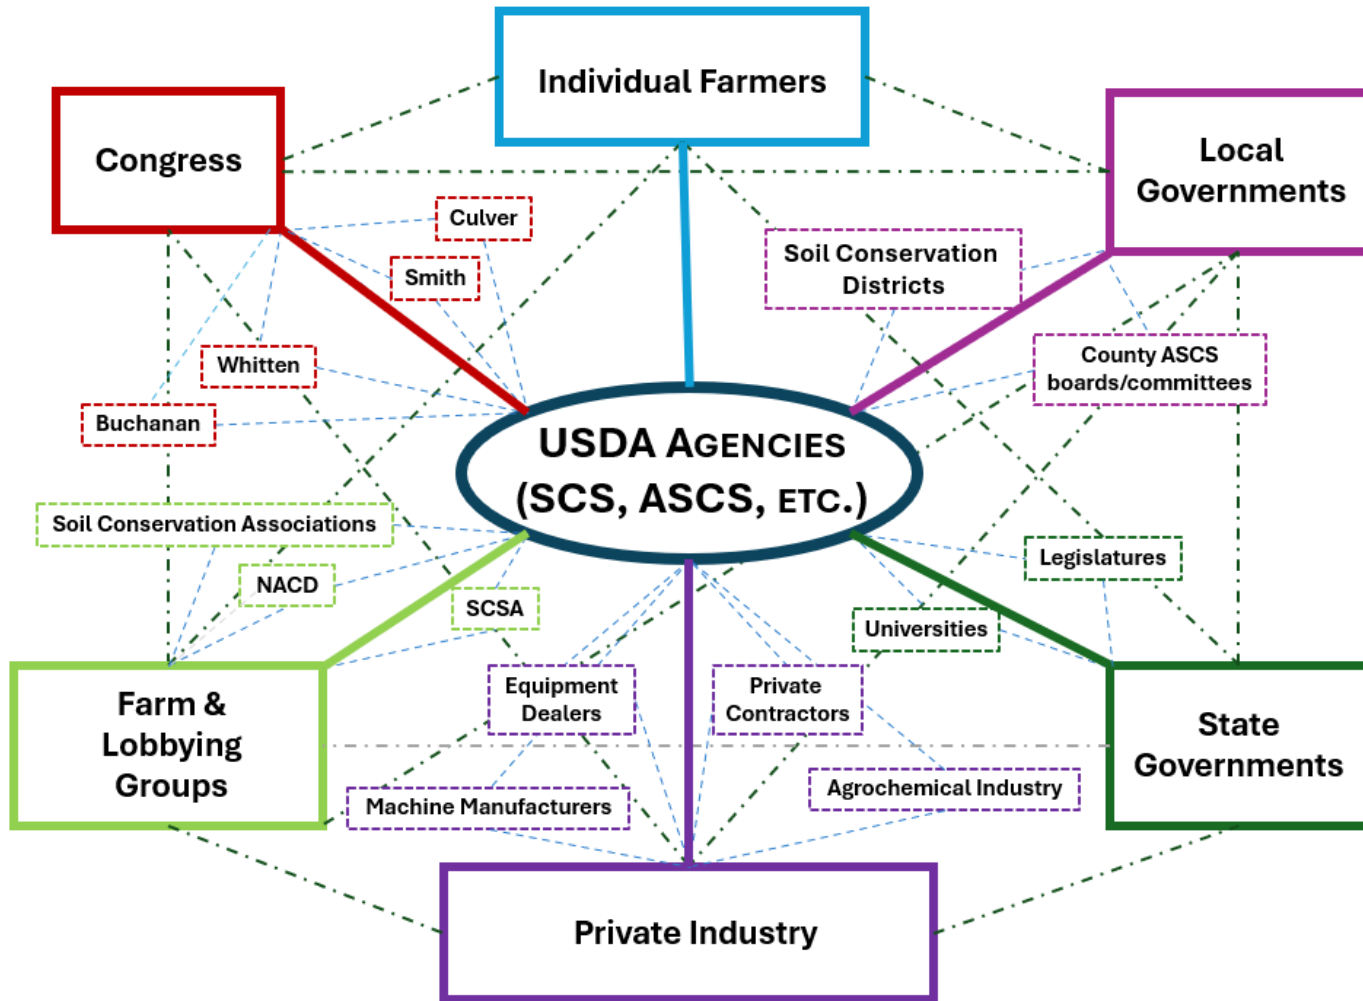 Individual Farmers
Congress
Local
Governments
Culver
Smith
Soil Conservation
Districts
Whitten
County ASCS
boards/committees
Buchanan
USDA AGENCIES
(SCS, ASCS, ETC.)
Soil Conservation Associations
NACD
SCSA
Legislatures
Universities
Equipment
Dealers
Private
Contractors
Farm &
Lobbying
Groups
State
Governments
Machine Manufacturers
Agrochemical Industry
Private Industry